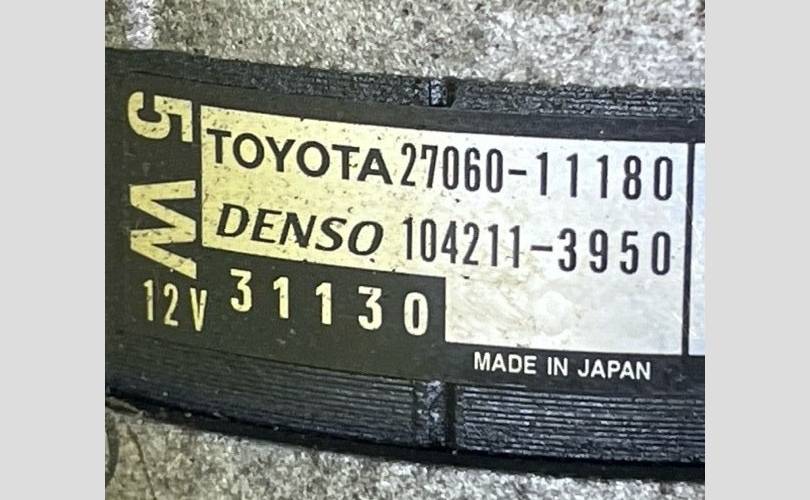 5W
TOYOTA 27060-11180
DENSO 104211-3950
12V 31130
MADE IN JAPAN